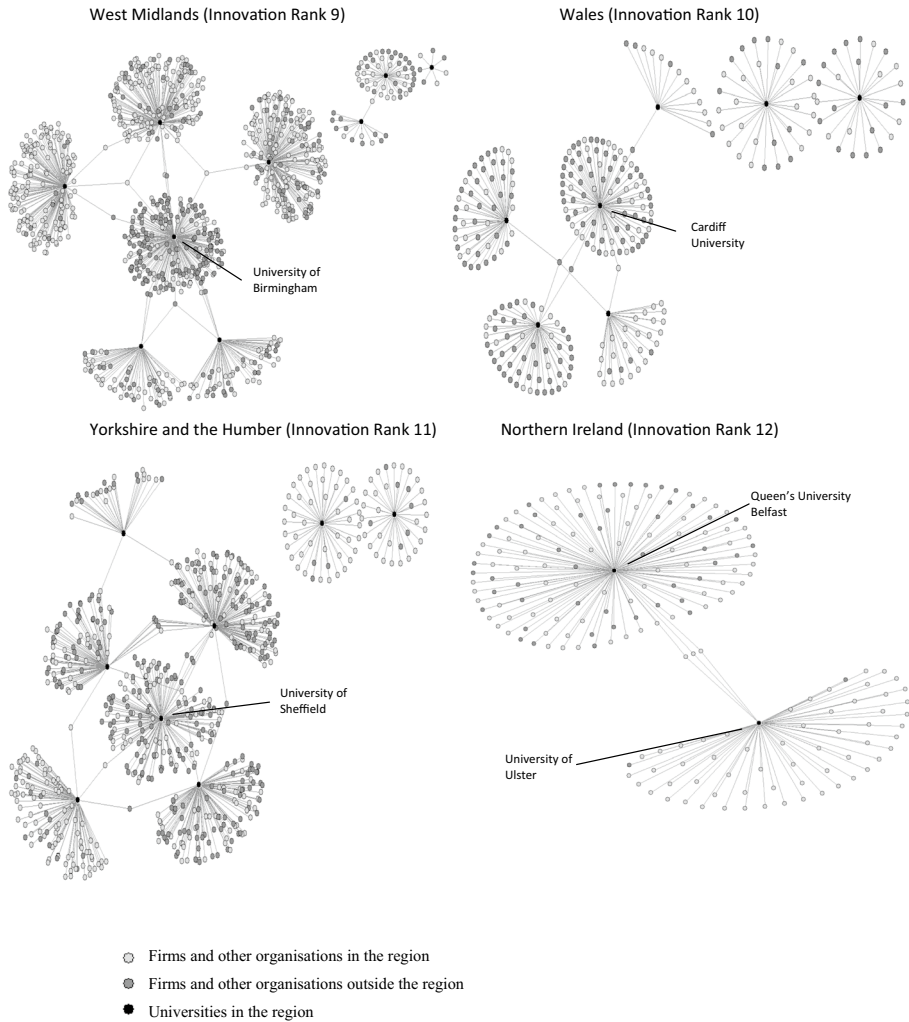 West Midlands (Innovation Rank 9)
Wales (Innovation Rank 10)
University of
Birmingham
Cardiff
University
Yorkshire and the Humber (Innovation Rank 11)
Northern Ireland (Innovation Rank 12)
Queen's University
Belfast
University of
Sheffield
University of
Ulster
Firms and other organisations in the region
Firms and other organisations outside the region
Universities in the region